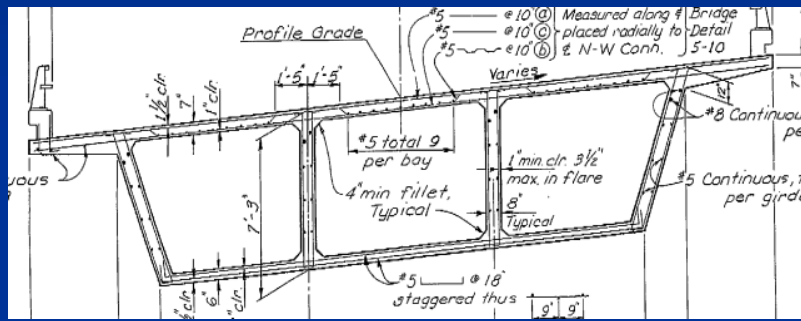 #5 —— @ 10" ⓐ Measured along ℄ Bridge
#5 —— @ 10" ⓒ placed radially to Detail
#5 @ 10" ⓑ ℄ N-W Conn. 5-10
Profile Grade
1'-5" 1'-5"
Varies
1½" clr.
7"
1" clr.
12"
7"
#8 Continuous
#5 total 9
per bay
1" min. clr. 3½"
max. in flare
4" min fillet,
Typical
8"
Typical
7'-3"
#5 Continuous,
per
6"
#5 @ 18"
staggered thus
9" 9"